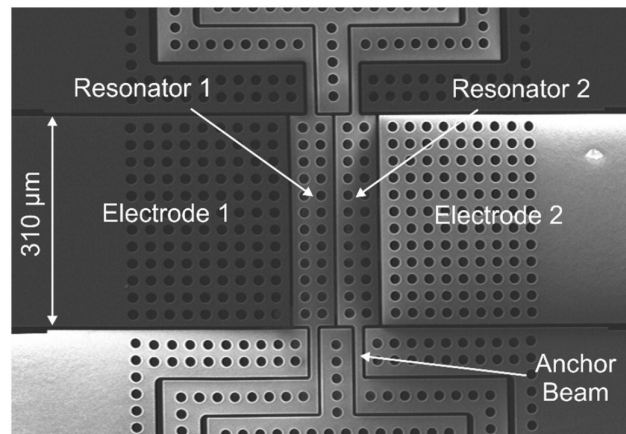 Resonator 1
Resonator 2
310 µm
Electrode 1
Electrode 2
Anchor
Beam